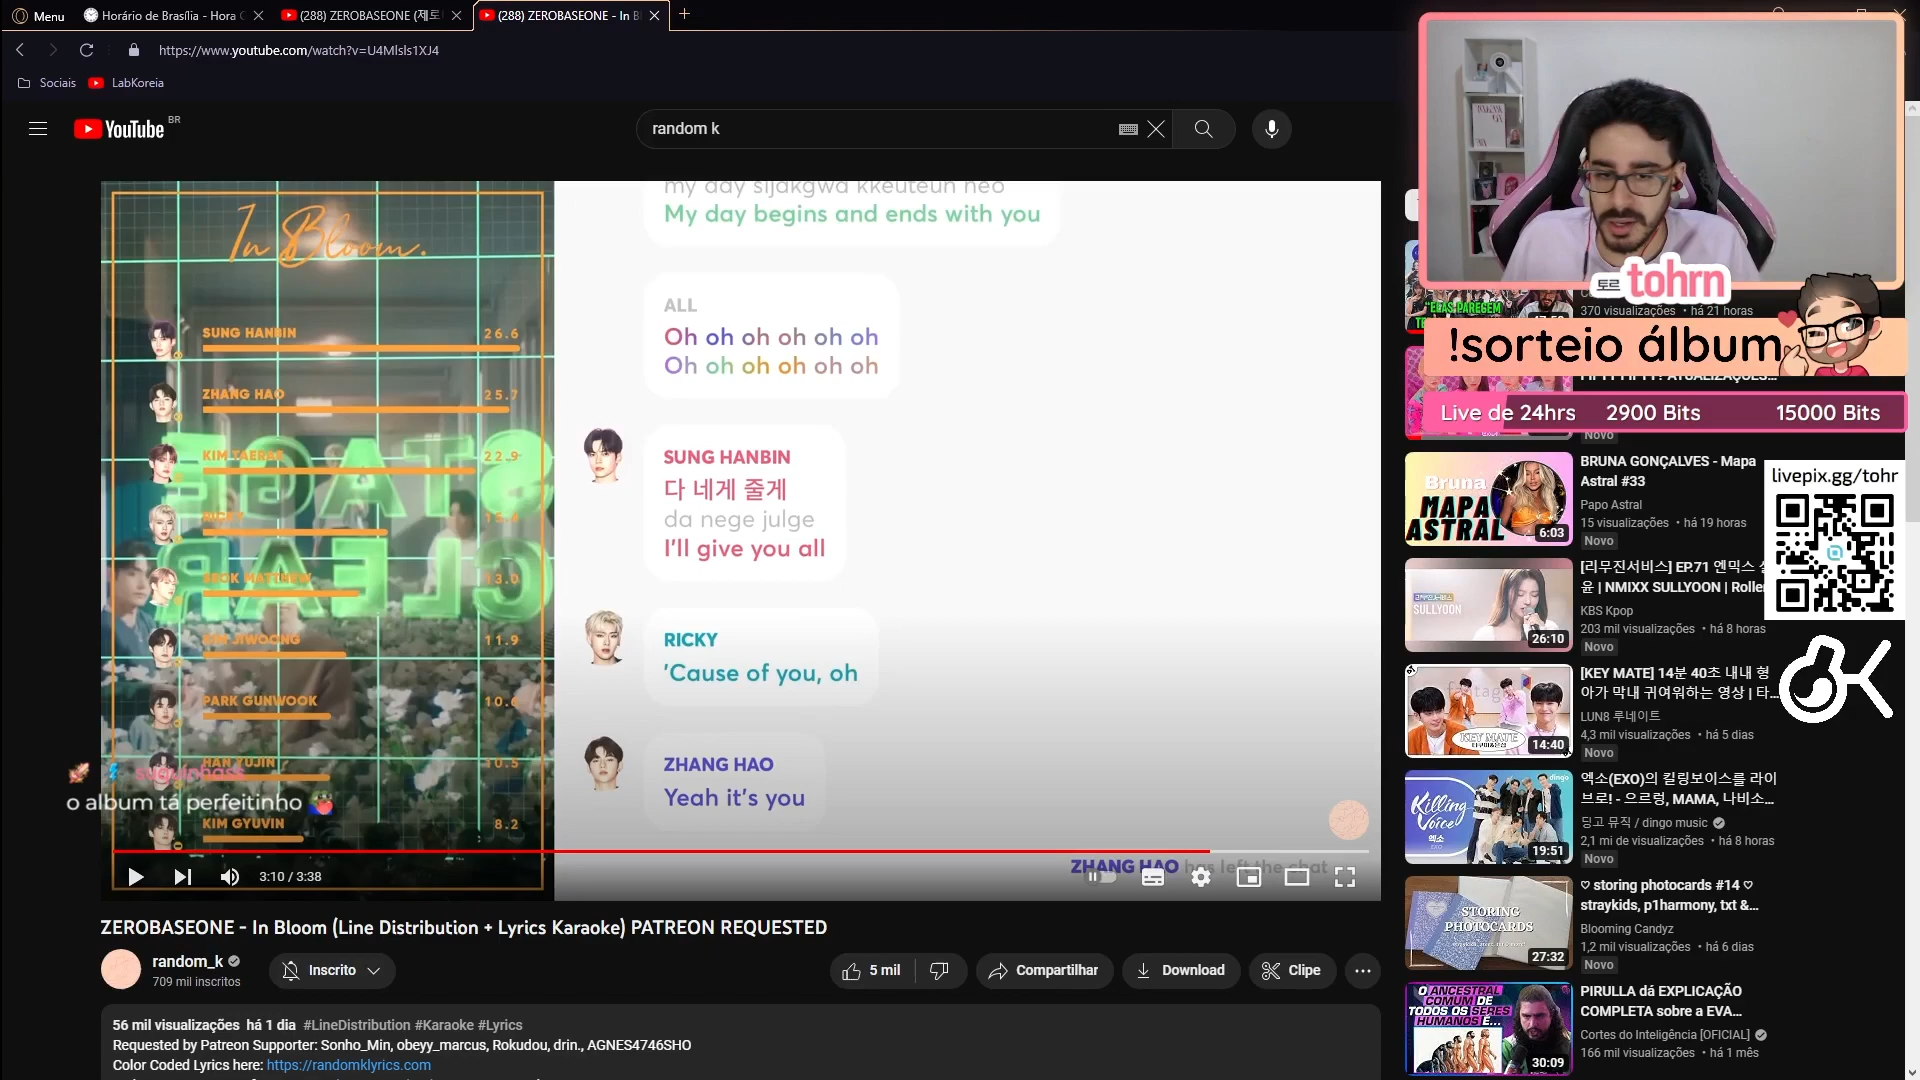 Menu
Horário de Brasília - Hora
(288) ZEROBASEONE (제로
(288) ZEROBASEONE - In B
https://www.youtube.com/watch?v=U4Mlsls1XJ4
Sociais
LabKoreia
YouTube BR
random k
In Bloom.
SUNG HANBIN 26.6
ZHANG HAO 25.7
KIM TAERAE 22.9
RICKY
SEOK MATTHEW 13.0
KIM JIWOONG 11.9
PARK GUNWOOK 10.6
HAN YUJIN 10.5
KIM GYUVIN 8.2
o album tá perfeitinho
my day sijakgwa kkeuteun neo
My day begins and ends with you
ALL
Oh oh oh oh oh oh
Oh oh oh oh oh oh
SUNG HANBIN
다 네게 줄게
da nege julge
I'll give you all
RICKY
'Cause of you, oh
ZHANG HAO
Yeah it's you
ZHANG HAO has left the chat
3:10 / 3:38
ZEROBASEONE - In Bloom (Line Distribution + Lyrics Karaoke) PATREON REQUESTED
random_k
709 mil inscritos
Inscrito
5 mil
Compartilhar
Download
Clipe
56 mil visualizações há 1 dia #LineDistribution #Karaoke #Lyrics
Requested by Patreon Supporter: Sonho_Min, obeyy_marcus, Rokudou, drin., AGNES4746SHO
Color Coded Lyrics here: https://randomklyrics.com
토르 tohrn
"ELAS PARECEM
370 visualizações • há 21 horas
!sorteio álbum
Live de 24hrs 2900 Bits 15000 Bits
Novo
Bruna
MAPA
ASTRAL
6:03
BRUNA GONÇALVES - Mapa
Astral #33
Papo Astral
15 visualizações • há 19 horas
Novo
livepix.gg/tohr
SULLYOON
26:10
[리무진서비스] EP.71 엔믹스 설
윤 | NMIXX SULLYOON | Roller
KBS Kpop
203 mil visualizações • há 8 horas
Novo
KEY MATE
14:40
[KEY MATE] 14분 40초 내내 형
아가 막내 귀여워하는 영상 | 타...
LUN8 루네이트
4,3 mil visualizações • há 5 dias
Novo
OK
dingo
Killing
Voice
엑소
19:51
엑소(EXO)의 킬링보이스를 라이
브로! - 으르렁, MAMA, 나비소...
딩고 뮤직 / dingo music
2,1 mi de visualizações • há 8 horas
Novo
STORING
PHOTOCARDS
27:32
♡ storing photocards #14 ♡
straykids, p1harmony, txt &...
Blooming Candyz
1,2 mil visualizações • há 6 dias
Novo
O ANCESTRAL
COMUM DE
TODOS OS SERES
HUMANOS É...
30:09
PIRULLA dá EXPLICAÇÃO
COMPLETA sobre a EVA...
Cortes do Inteligência [OFICIAL]
166 mil visualizações • há 1 mês